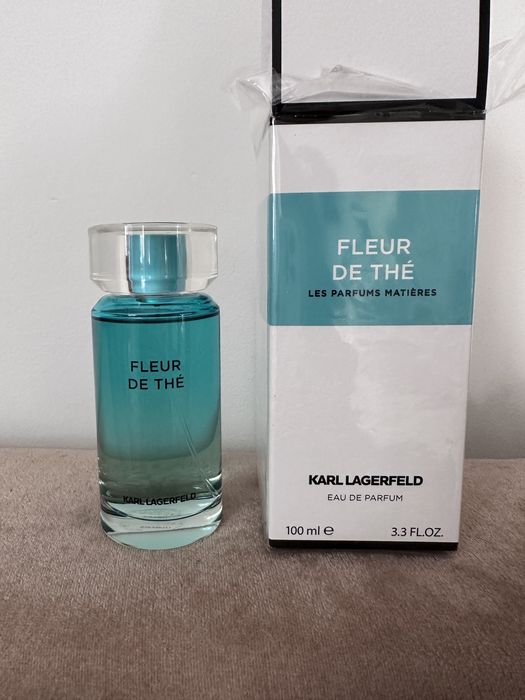 FLEUR
DE THÉ
KARL LAGERFELD
FLEUR
DE THÉ
LES PARFUMS MATIÈRES
KARL LAGERFELD
EAU DE PARFUM
100 ml ℮
3.3 FL.OZ.